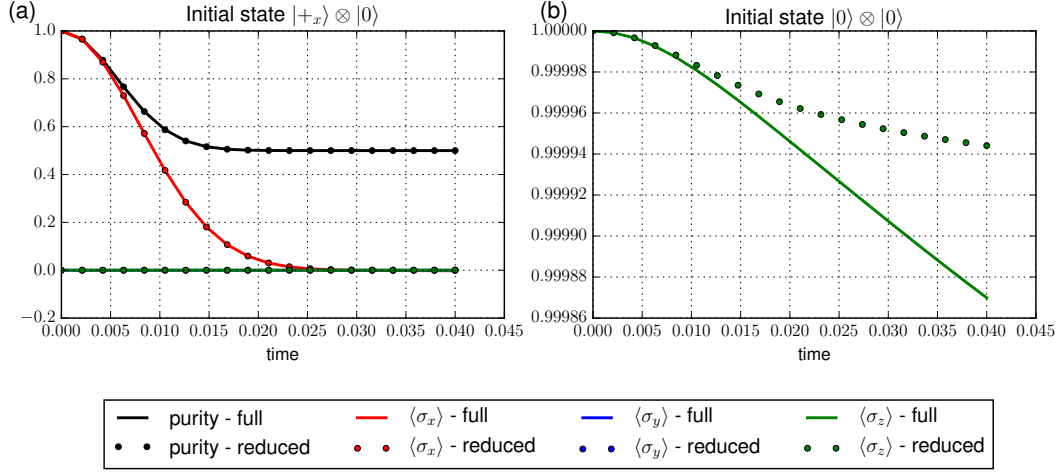 (a)
Initial state |+ₓ⟩ ⊗ |0⟩
1.0
0.8
0.6
0.4
0.2
0.0
−0.2
0.000 0.005 0.010 0.015 0.020 0.025 0.030 0.035 0.040 0.045
time
(b)
Initial state |0⟩ ⊗ |0⟩
1.00000
0.99998
0.99996
0.99994
0.99992
0.99990
0.99988
0.99986
0.000 0.005 0.010 0.015 0.020 0.025 0.030 0.035 0.040 0.045
time
purity - full ⟨σₓ⟩ - full ⟨σ_y⟩ - full ⟨σ_z⟩ - full
purity - reduced ⟨σₓ⟩ - reduced ⟨σ_y⟩ - reduced ⟨σ_z⟩ - reduced